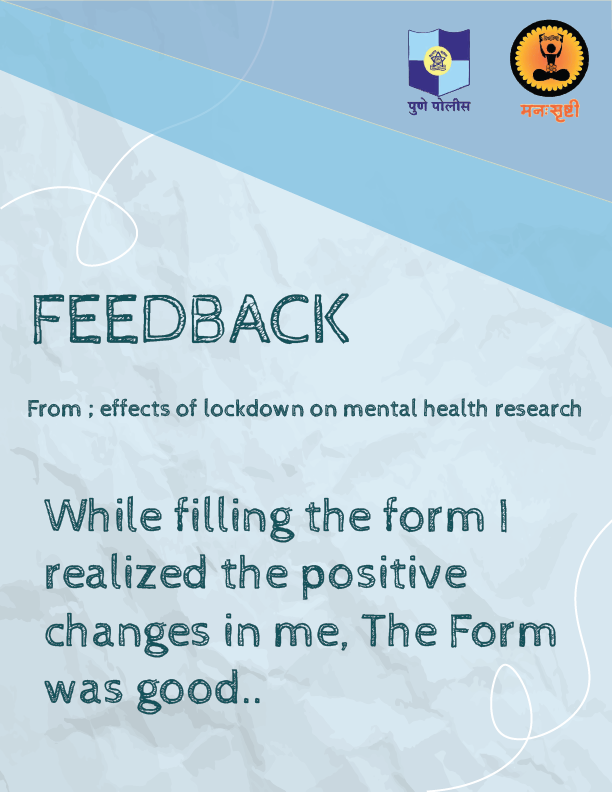 पुणे पोलीस
मनःसृष्टी
FEEDBACK
From ; effects of lockdown on mental health research
While filling the form I
realized the positive
changes in me, The Form
was good..